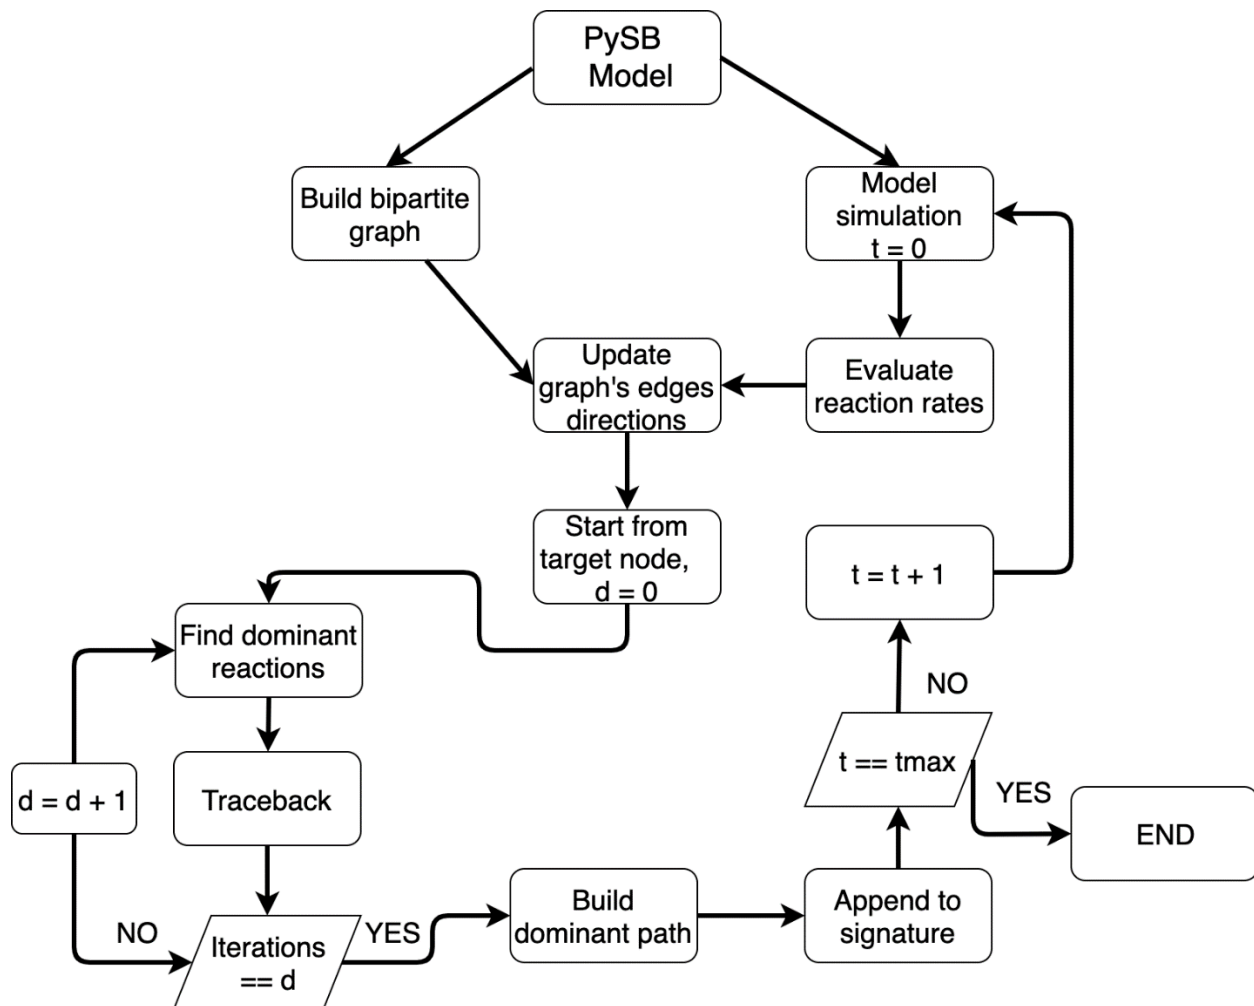 PySB
Model
Build bipartite
graph
Model
simulation
t = 0
Update
graph's edges
directions
Evaluate
reaction rates
Start from
target node,
d = 0
t = t + 1
Find dominant
reactions
NO
d = d + 1
Traceback
t == tmax
YES
END
NO
Iterations
== d
YES
Build
dominant path
Append to
signature